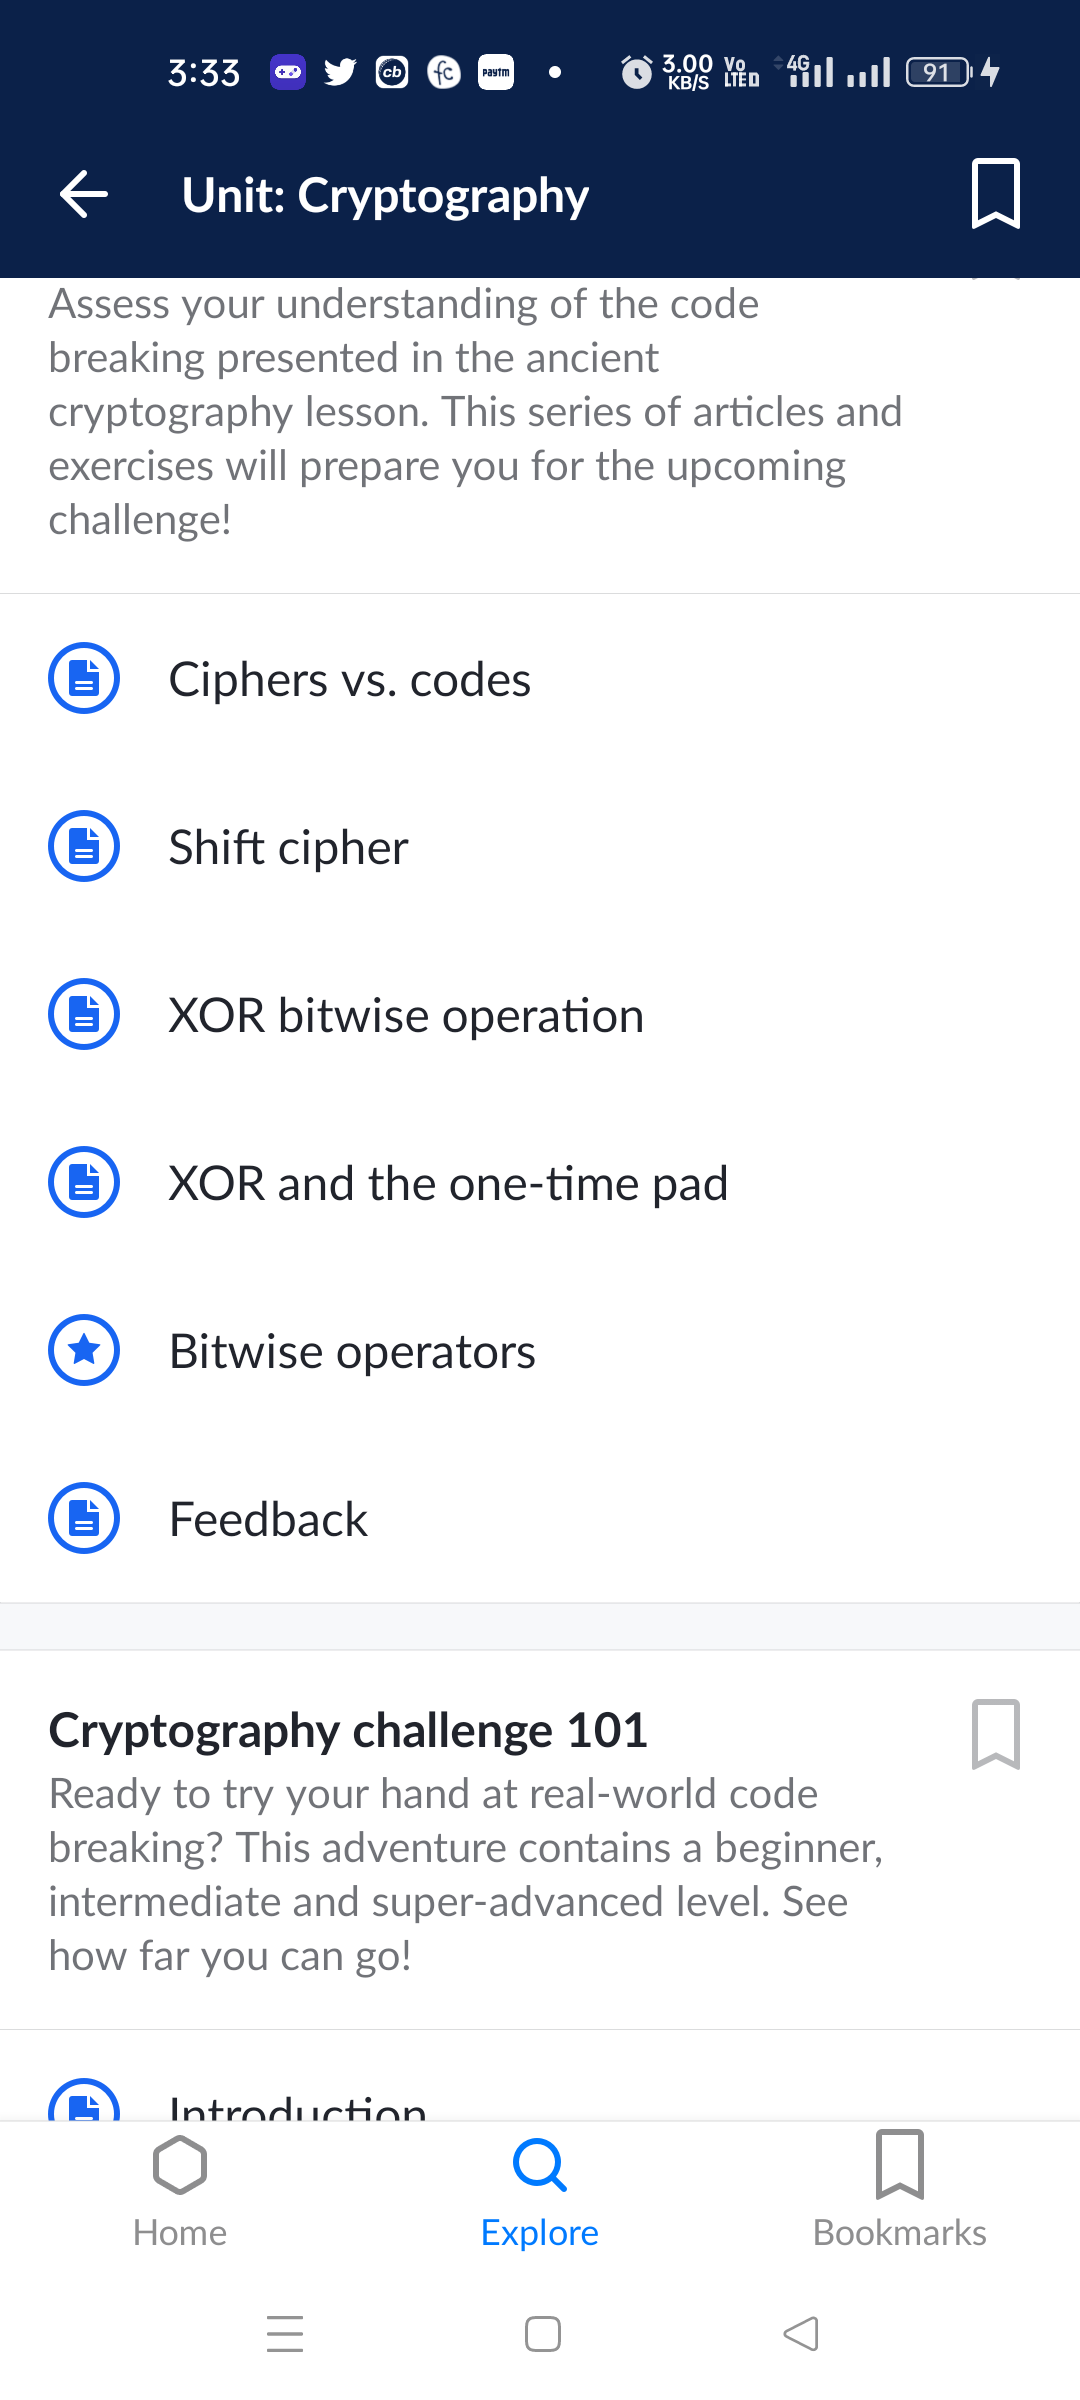 3:33 cb fc Paytm 3.00 KB/S Vo LTED 4G 91
Unit: Cryptography
Assess your understanding of the code
breaking presented in the ancient
cryptography lesson. This series of articles and
exercises will prepare you for the upcoming
challenge!
Ciphers vs. codes
Shift cipher
XOR bitwise operation
XOR and the one-time pad
Bitwise operators
Feedback
Cryptography challenge 101
Ready to try your hand at real-world code
breaking? This adventure contains a beginner,
intermediate and super-advanced level. See
how far you can go!
Introduction
Home Explore Bookmarks